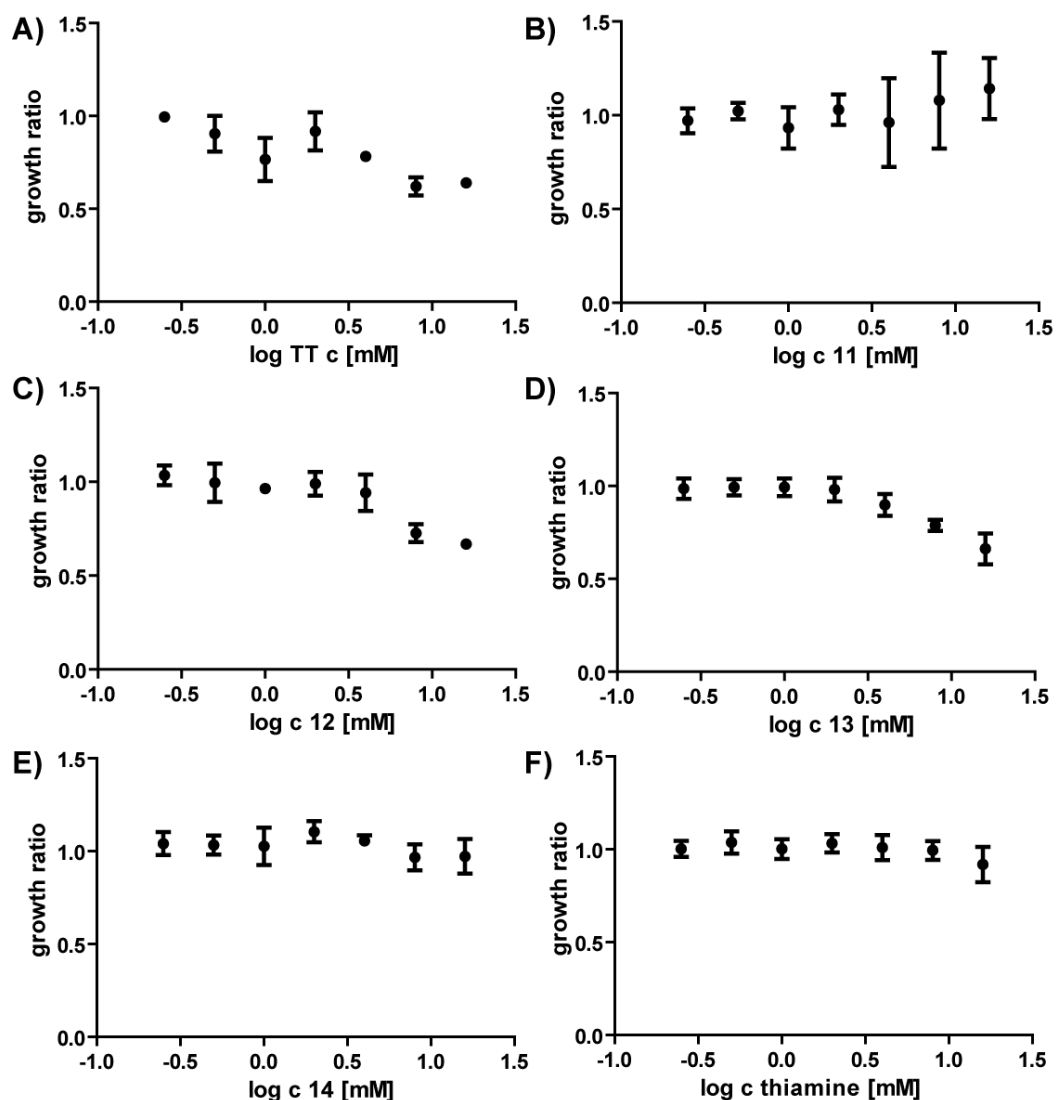 A)
1.5
1.0
0.5
0.0
growth ratio
-1.0 -0.5 0.0 0.5 1.0 1.5
log TT c [mM]
B)
1.5
1.0
0.5
0.0
growth ratio
-1.0 -0.5 0.0 0.5 1.0 1.5
log c 11 [mM]
C)
1.5
1.0
0.5
0.0
growth ratio
-1.0 -0.5 0.0 0.5 1.0 1.5
log c 12 [mM]
D)
1.5
1.0
0.5
0.0
growth ratio
-1.0 -0.5 0.0 0.5 1.0 1.5
log c 13 [mM]
E)
1.5
1.0
0.5
0.0
growth ratio
-1.0 -0.5 0.0 0.5 1.0 1.5
log c 14 [mM]
F)
1.5
1.0
0.5
0.0
growth ratio
-1.0 -0.5 0.0 0.5 1.0 1.5
log c thiamine [mM]